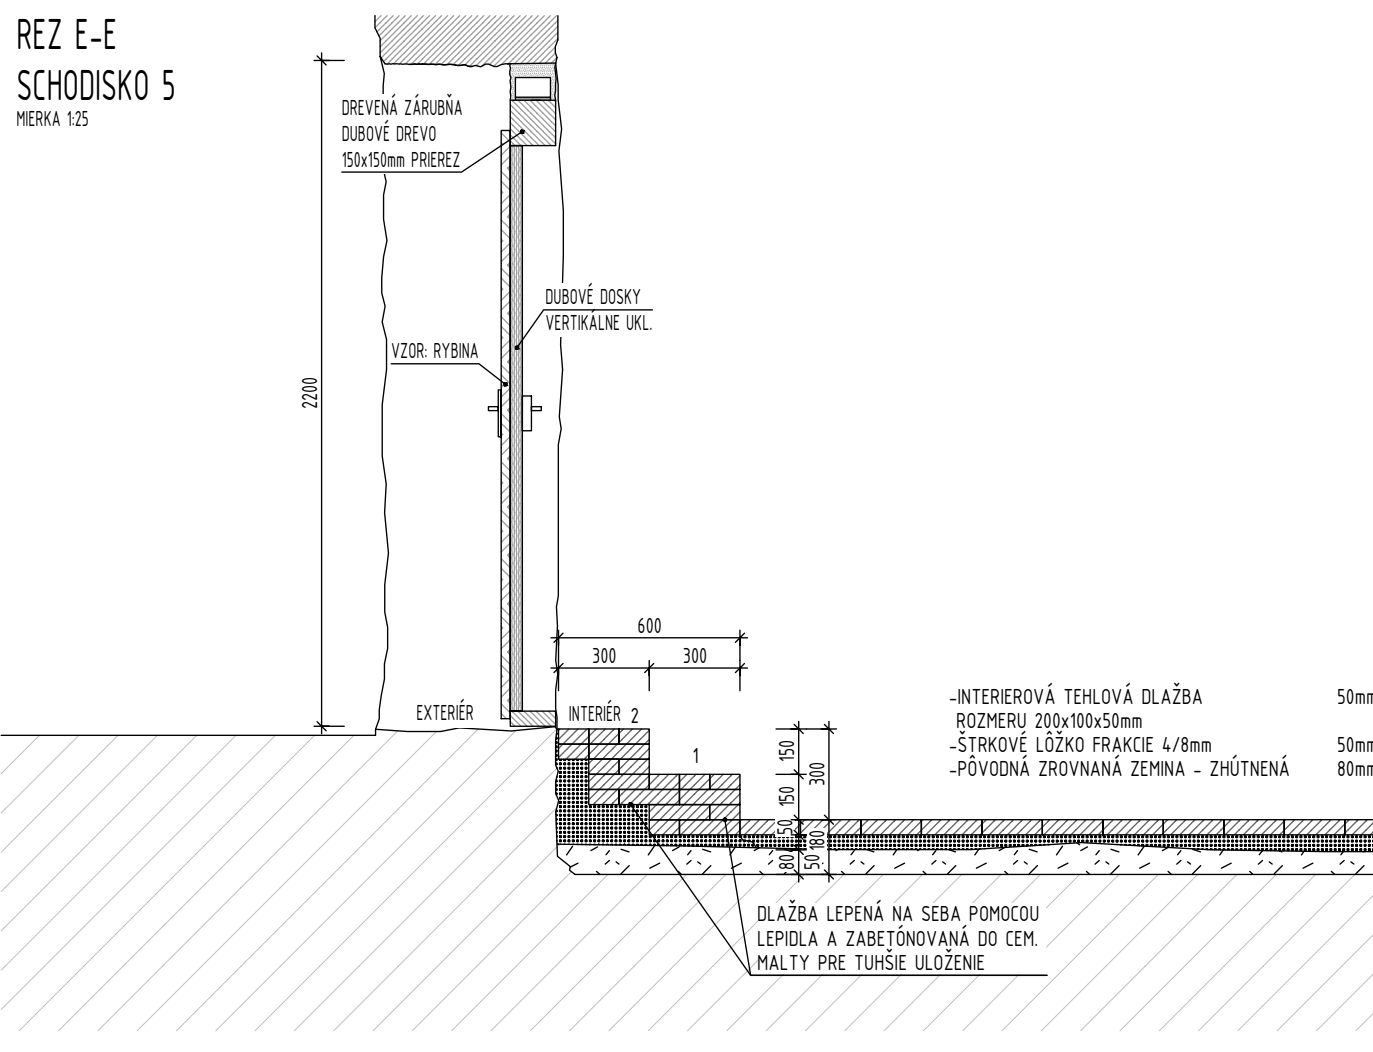 REZ E-E
SCHODISKO 5
MIERKA 1:25
DREVENÁ ZÁRUBŇA
DUBOVÉ DREVO
150x150mm PRIEREZ
DUBOVÉ DOSKY
VERTIKÁLNE UKL.
VZOR: RYBINA
2200
600
300 300
EXTERIÉR
INTERIÉR 2
1
150
300
150
50
180
80
50
-INTERIEROVÁ TEHLOVÁ DLAŽBA 50mm
ROZMERU 200x100x50mm
-ŠTRKOVÉ LÔŽKO FRAKCIE 4/8mm 50mm
-PÔVODNÁ ZROVNANÁ ZEMINA - ZHÚTNENÁ 80mm
DLAŽBA LEPENÁ NA SEBA POMOCOU
LEPIDLA A ZABETÓNOVANÁ DO CEM.
MALTY PRE TUHŠIE ULOŽENIE